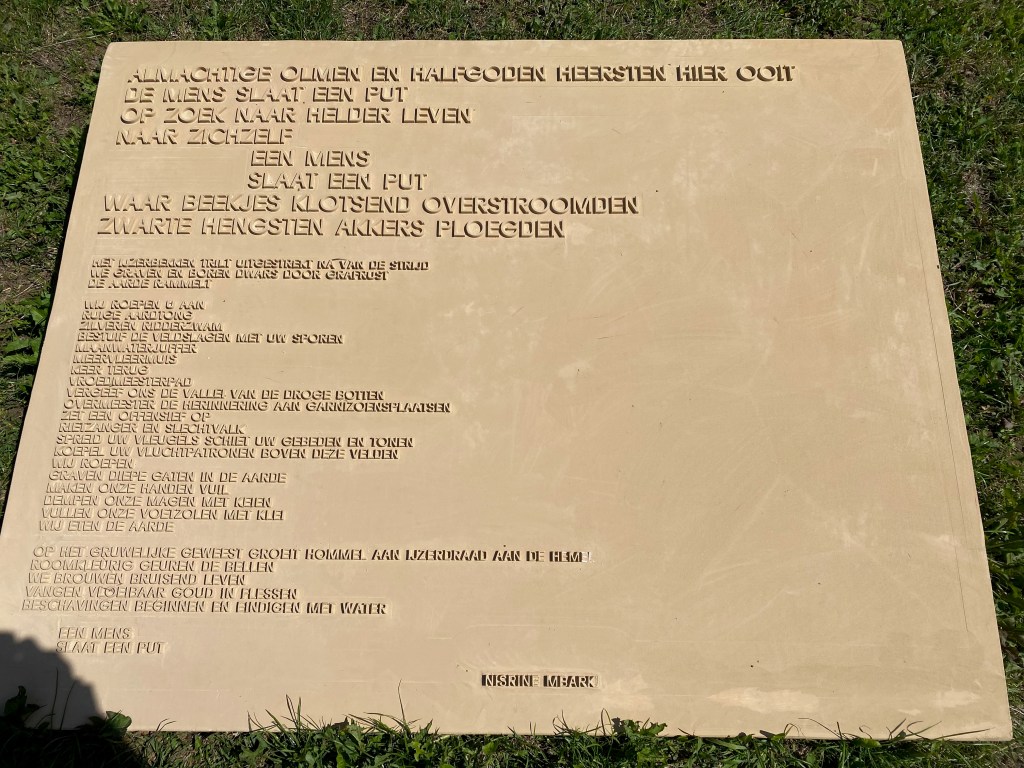 ALMACHTIGE OLMEN EN HALFGODEN HEERSTEN HIER OOIT
DE MENS SLAAT EEN PUT
OP ZOEK NAAR HELDER LEVEN
NAAR ZICHZELF
EEN MENS
SLAAT EEN PUT
WAAR BEEKJES KLOTSEND OVERSTROOMDEN
ZWARTE HENGSTEN AKKERS PLOEGDEN
HET IJZERBEKKEN TRILT UITGESTREKT NA VAN DE STRIJD
WE GRAVEN EN BOREN DWARS DOOR GRAFRUST
DE AARDE RAMMELT
WIJ ROEPEN U AAN
RUIGE AARDTONG
ZILVEREN RIDDERZWAM
BESTUIF DE VELDSLAGEN MET UW SPOREN
MAANWATERJUFFER
MEERVLEERMUIS
KEER TERUG
VROEDMEESTERPAD
VERGEEF ONS DE VALLEI VAN DE DROGE BOTTEN
OVERMEESTER DE HERINNERING AAN GARNIZOENSPLAATSEN
ZET EEN OFFENSIEF OP
RIETZANGER EN SLECHTVALK
SPREID UW VLEUGELS SCHIET UW GEBEDEN EN TONEN
KOEPEL UW VLUCHTPATRONEN BOVEN DEZE VELDEN
WIJ ROEPEN
GRAVEN DIEPE GATEN IN DE AARDE
MAKEN ONZE HANDEN VUIL
DEMPEN ONZE MAGEN MET KEIEN
VULLEN ONZE VOETZOLEN MET KLEI
WIJ ETEN DE AARDE
OP HET GRUWELIJKE GEWEST GROEIT HOMMEL AAN IJZERDRAAD AAN DE HEMEL
ROOMKLEURIG GEUREN DE BELLEN
WE BROUWEN BRUISEND LEVEN
VANGEN VLOEIBAAR GOUD IN FLESSEN
BESCHAVINGEN BEGINNEN EN EINDIGEN MET WATER
EEN MENS
SLAAT EEN PUT
NISRINE MBARKI